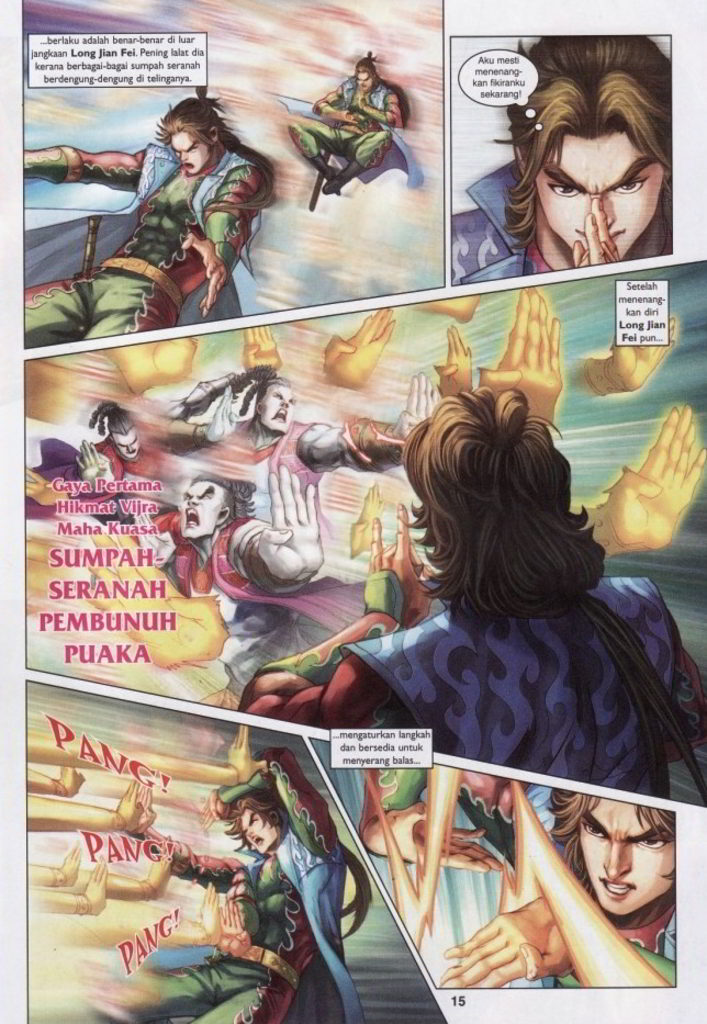 ...berlaku adalah benar-benar di luar
jangkaan Long Jian Fei. Pening lalat dia
kerana berbagai-bagai sumpah seranah
berdengung-dengung di telinganya.
Aku mesti
menenang-
kan fikiranku
sekarang!
Setelah
menenang-
kan diri
Long Jian
Fei pun...
Gaya Pertama
Hikmat Vijra
Maha Kuasa
SUMPAH-
SERANAH
PEMBUNUH
PUAKA
PANG!
PANG!
PANG!
...mengaturkan langkah
dan bersedia untuk
menyerang balas...
15